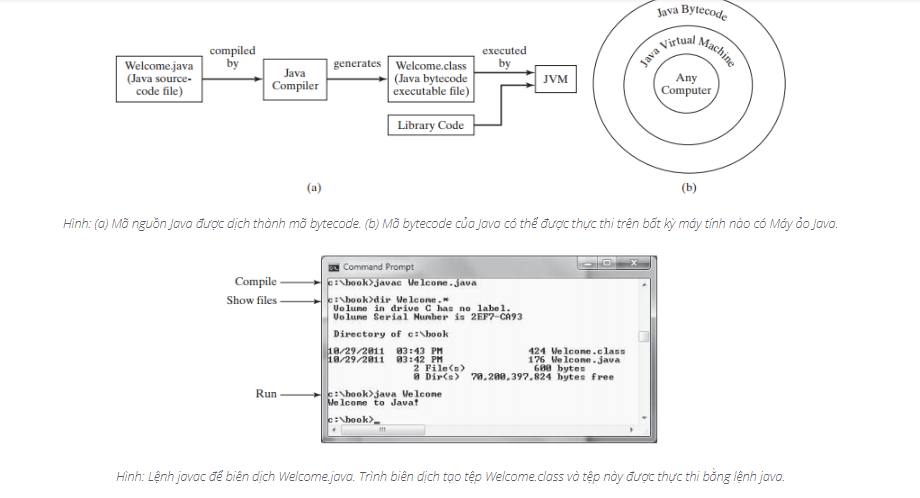 compiled
by
generates
executed
by
Welcome.java
(Java source-
code file)
Java
Compiler
Welcome.class
(Java bytecode
executable file)
JVM
Library Code
(a)
Java Bytecode
Java Virtual Machine
Any
Computer
(b)
Hình: (a) Mã nguồn Java được dịch thành mã bytecode. (b) Mã bytecode của Java có thể được thực thi trên bất kỳ máy tính nào có Máy ảo Java.
Command Prompt
Compile
c:\book>javac Welcome.java
Show files
c:\book>dir Welcome.*
Volume in drive C has no label.
Volume Serial Number is 2EF7-CA93
Directory of c:\book
10/29/2011 03:43 PM 424 Welcome.class
10/29/2011 03:42 PM 176 Welcome.java
2 File(s) 600 bytes
0 Dir(s) 70,200,397,824 bytes free
Run
c:\book>java Welcome
Welcome to Java!
c:\book>_
Hình: Lệnh javac để biên dịch Welcome.java. Trình biên dịch tạo tệp Welcome.class và tệp này được thực thi bằng lệnh java.